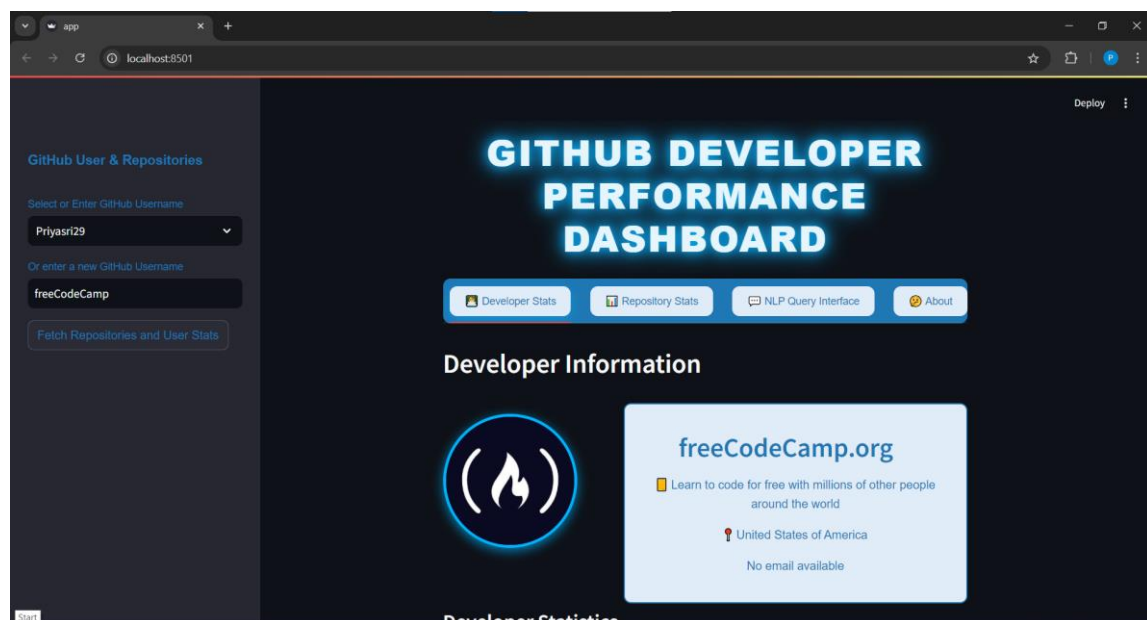 app
localhost:8501
P
Deploy
GitHub User & Repositories
Select or Enter GitHub Username
Priyasri29
Or enter a new GitHub Username
freeCodeCamp
Fetch Repositories and User Stats
GITHUB DEVELOPER
PERFORMANCE
DASHBOARD
Developer Stats
Repository Stats
NLP Query Interface
About
Developer Information
freeCodeCamp.org
Learn to code for free with millions of other people
around the world
United States of America
No email available
Developer Statistics
Start